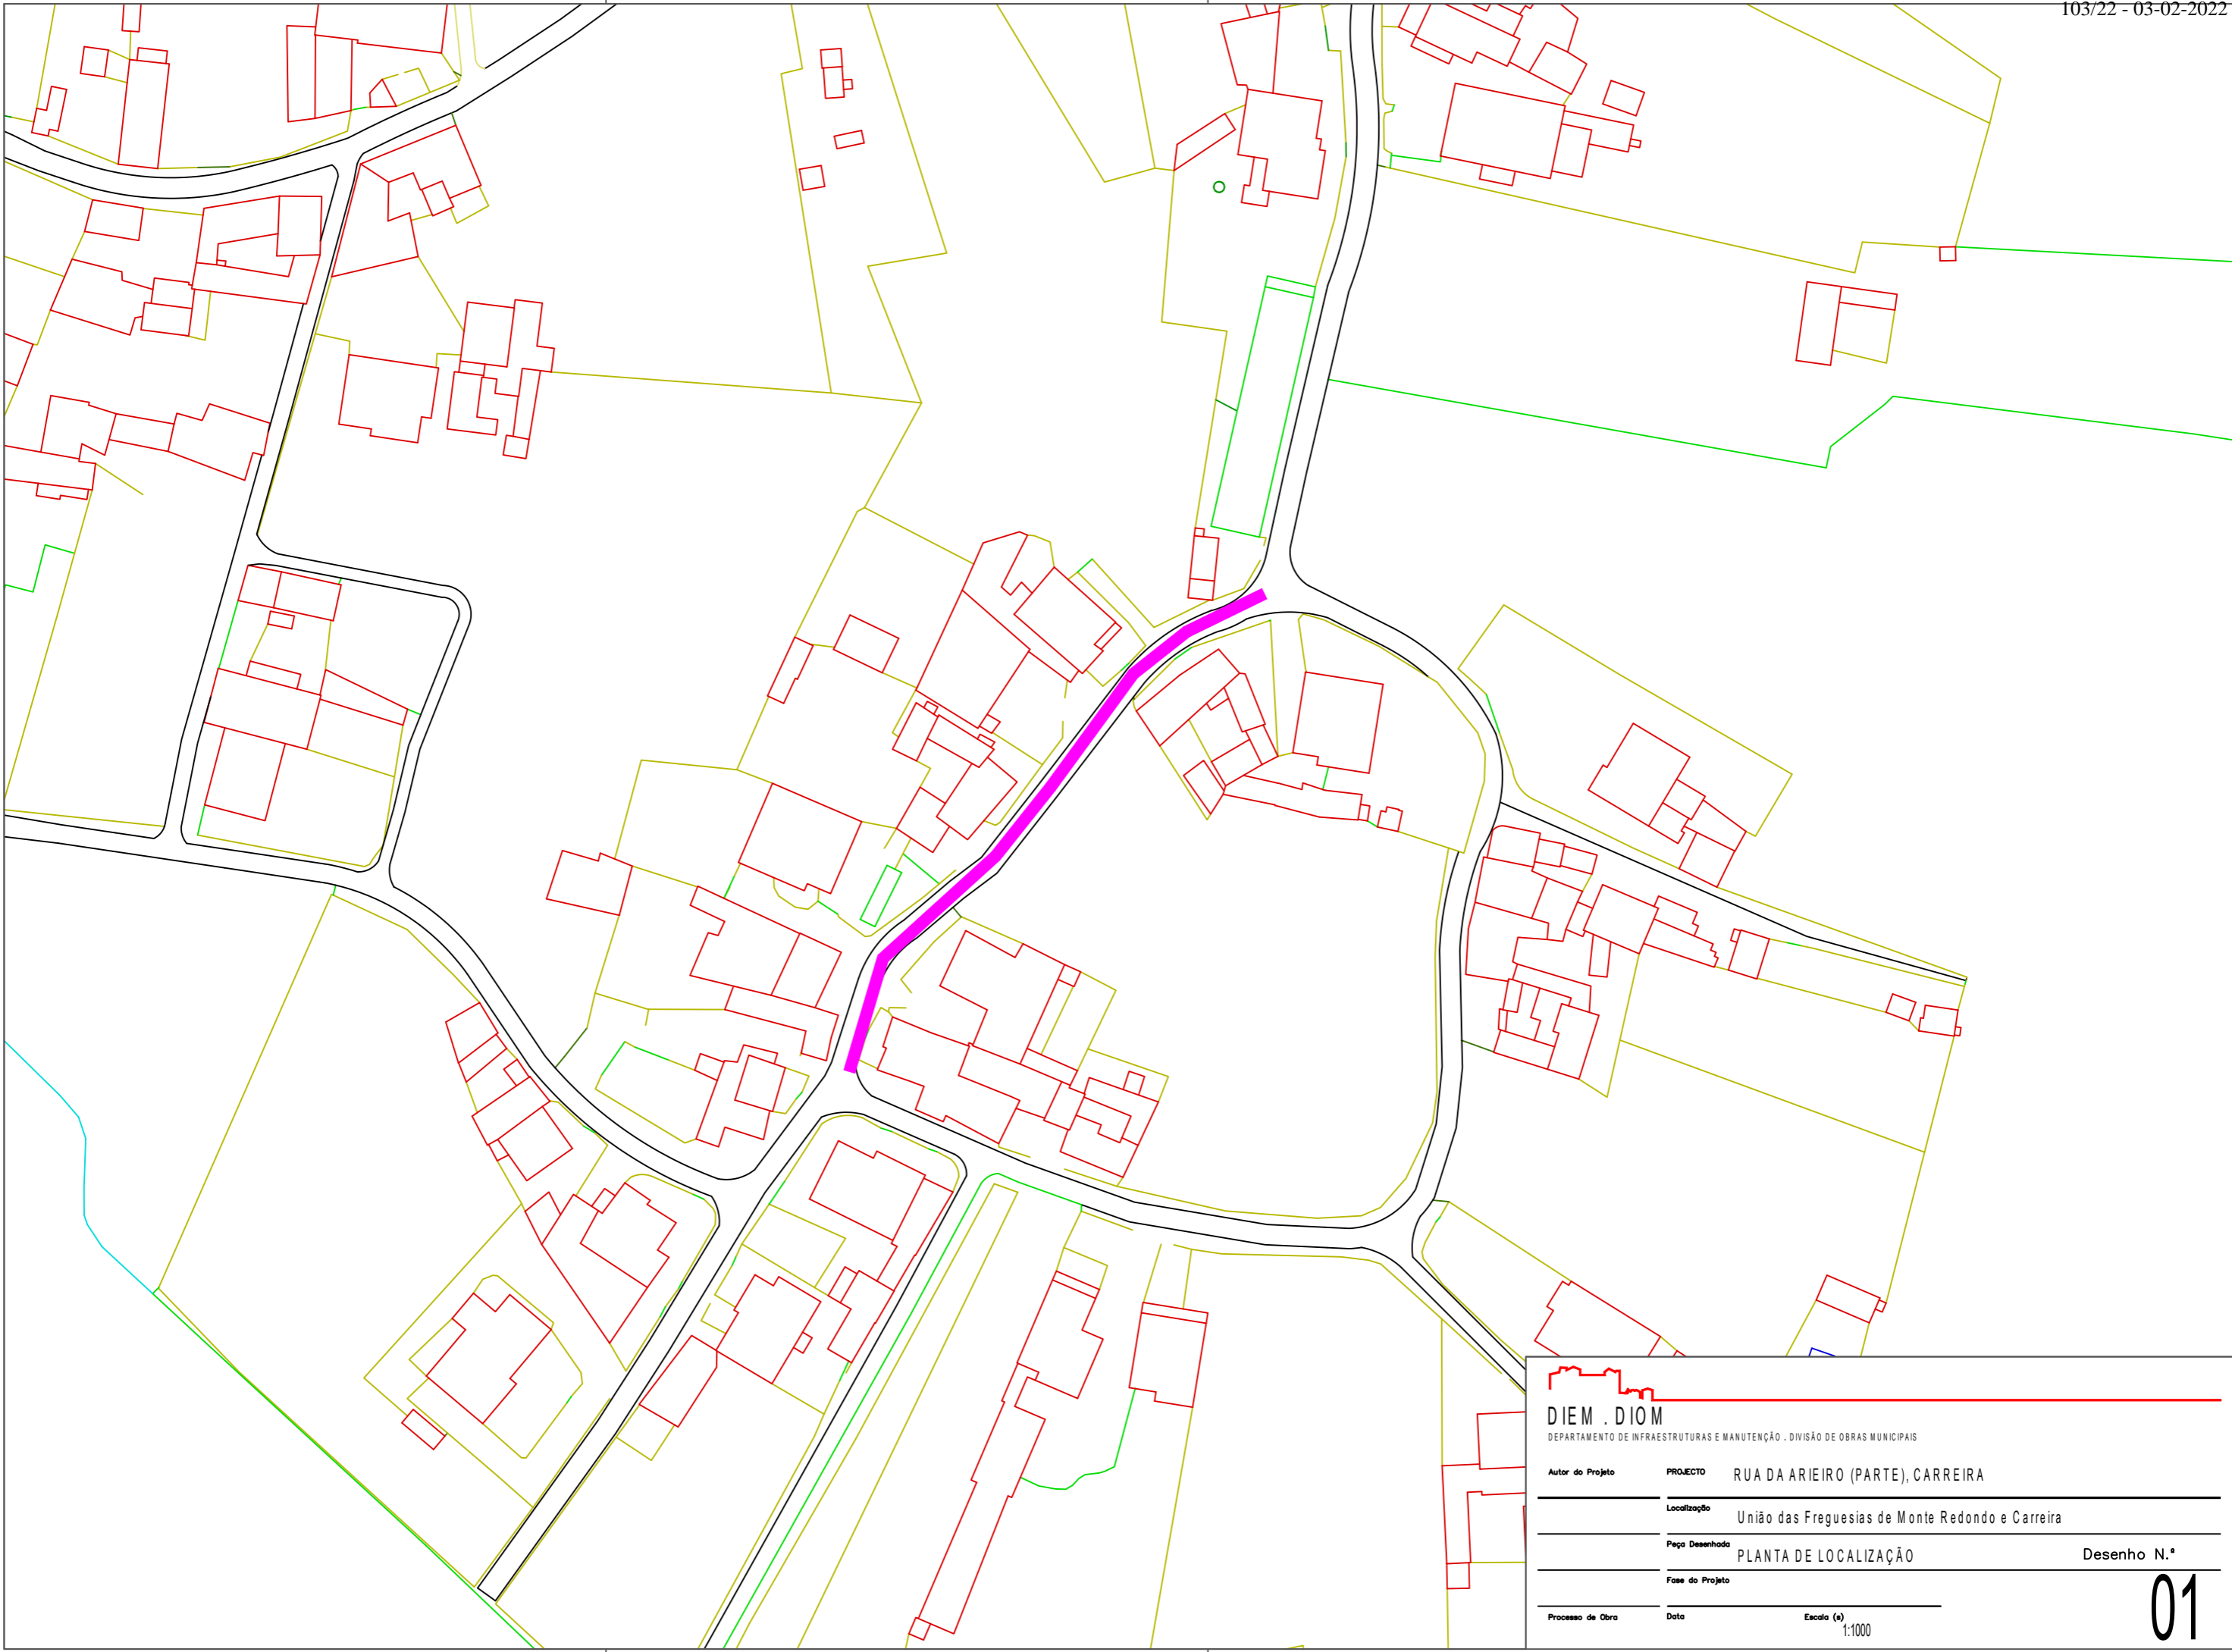 103/22 - 03-02-2022
DIEM . DIOM
DEPARTAMENTO DE INFRAESTRUTURAS E MANUTENÇÃO . DIVISÃO DE OBRAS MUNICIPAIS
Autor do Projeto
PROJECTO RUA DA ARIEIRO (PARTE), CARREIRA
Localização União das Freguesias de Monte Redondo e Carreira
Peça Desenhada PLANTA DE LOCALIZAÇÃO
Desenho N.º
Fase do Projeto
01
Processo de Obra
Data
Escala (s)
1:1000